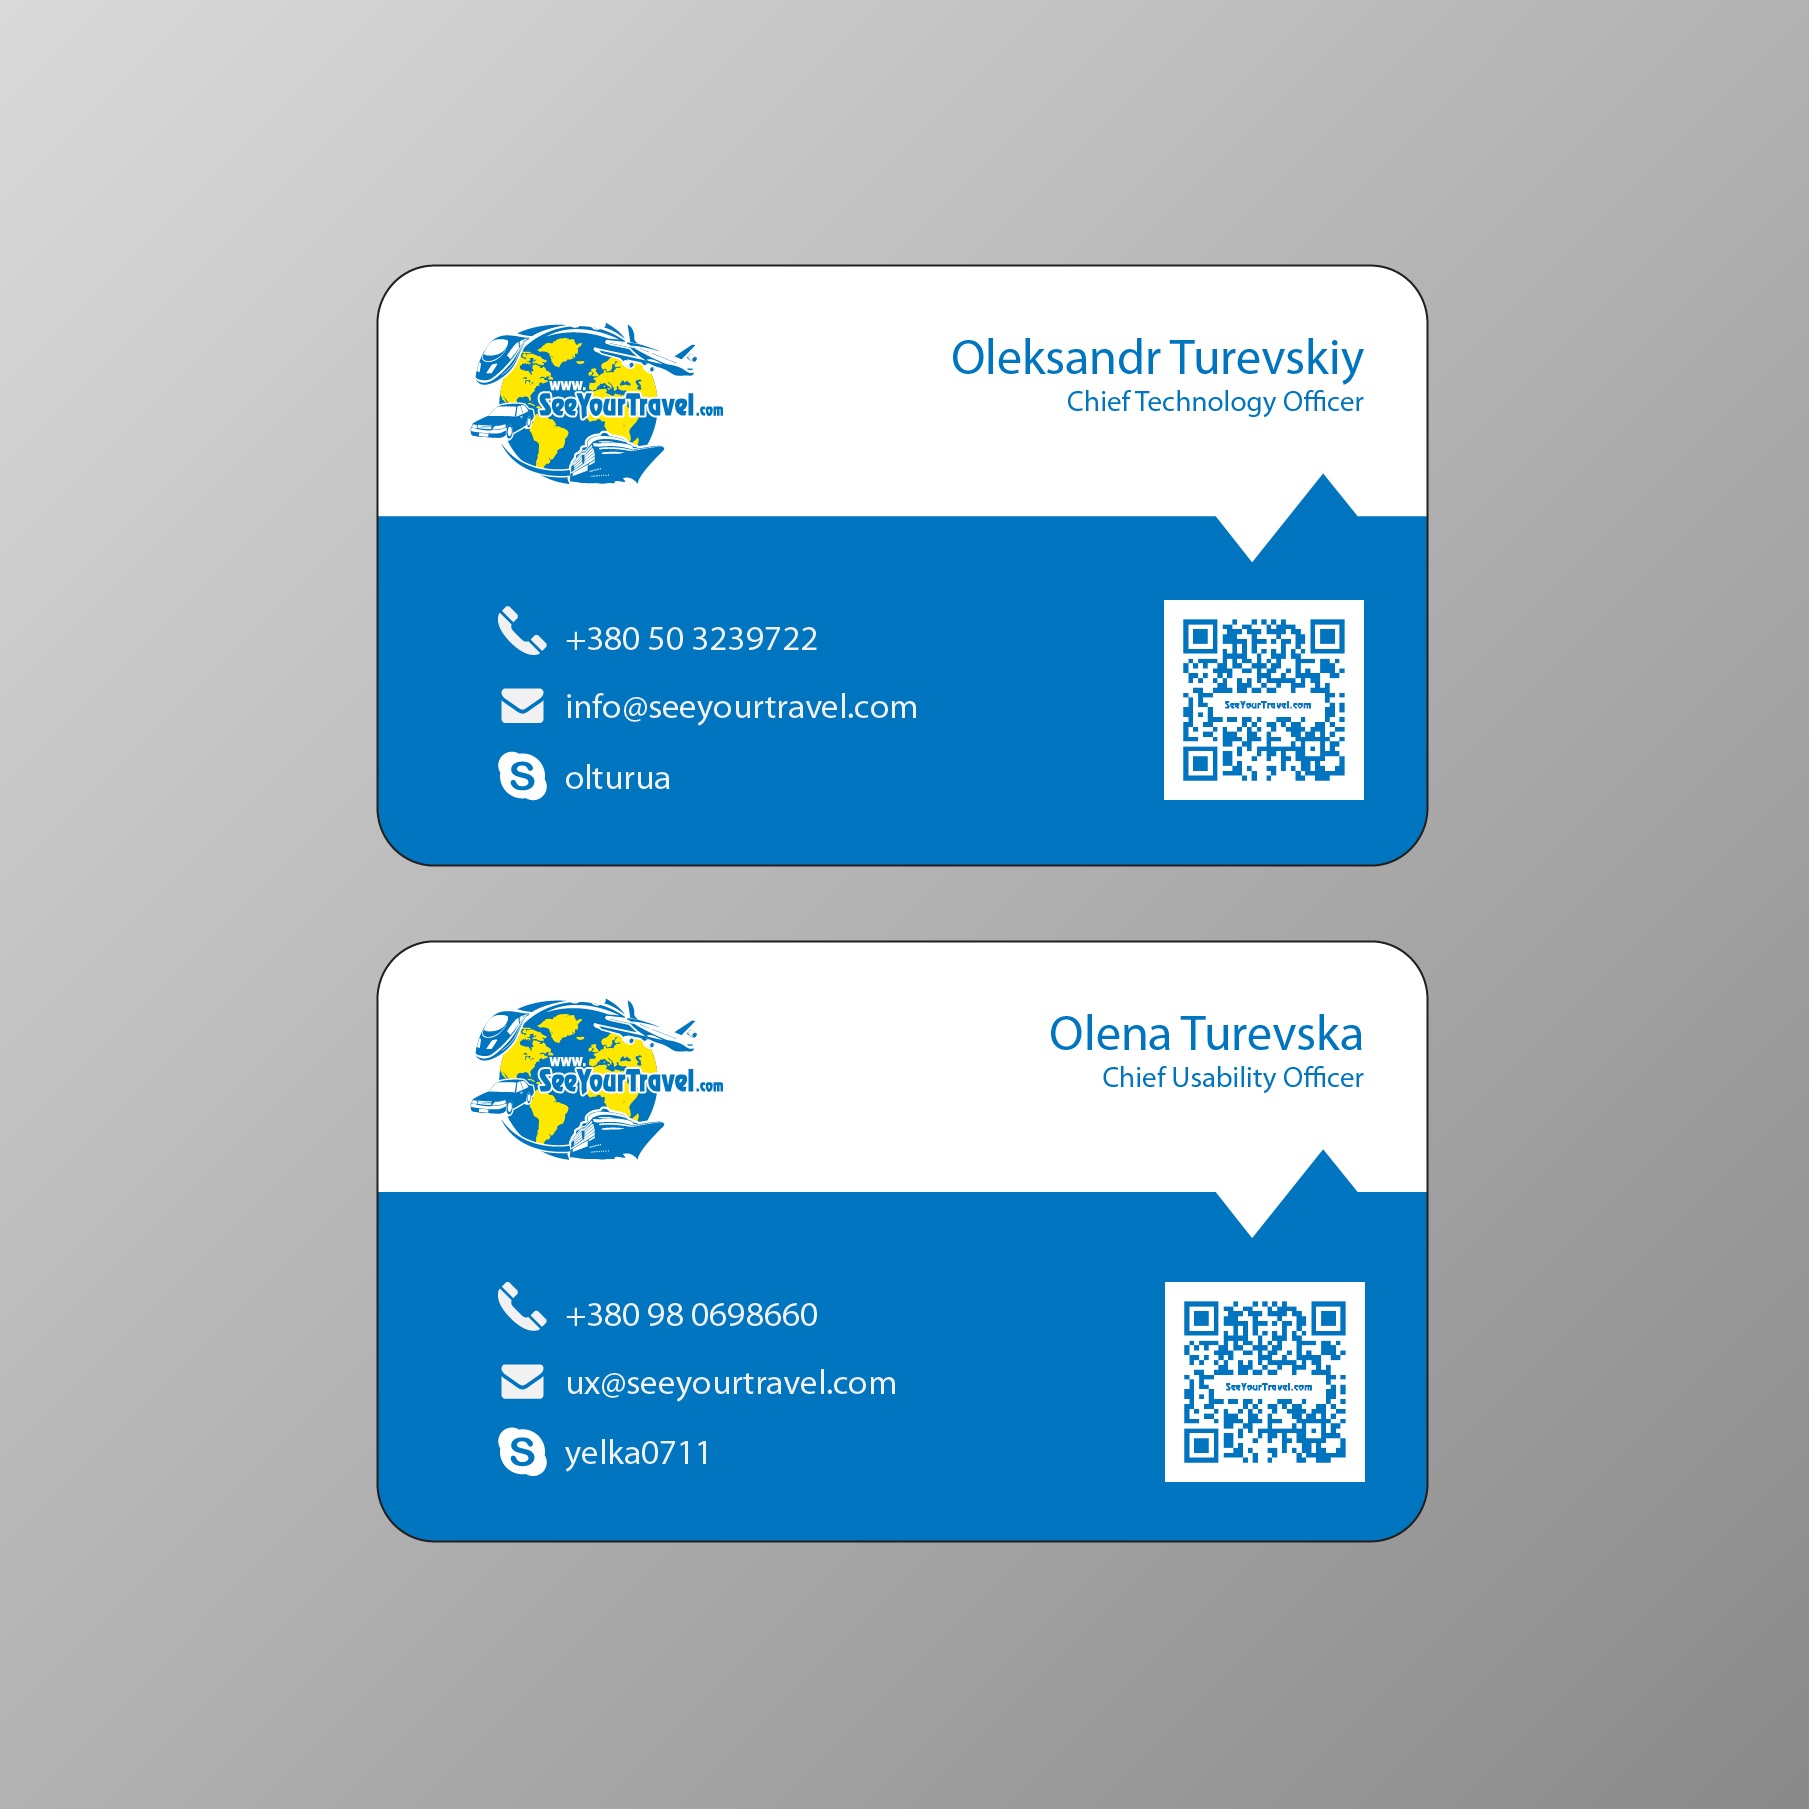 www.
SeeYourTravel.com
Oleksandr Turevskiy
Chief Technology Officer
+380 50 3239722
info@seeyourtravel.com
S olturua
SeeYourTravel.com
www.
SeeYourTravel.com
Olena Turevska
Chief Usability Officer
+380 98 0698660
ux@seeyourtravel.com
S yelka0711
SeeYourTravel.com